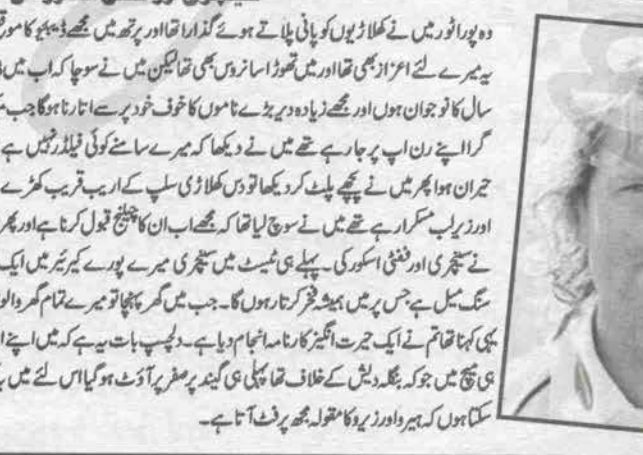 وہ پورا ٹور میں نے کھلاڑیوں کو پانی پلاتے ہوئے گذارا تھا اور پرتھ میں مجھے ڈیبیو کا موقع
یہ میرے لئے اعزاز بھی تھا اور میں تھوڑا سا نروس بھی تھا لیکن میں نے سوچا کہ اب میں
سال کا نوجوان ہوں اور مجھے زیادہ دیر بڑے ناموں کا خوف خود پر سے اتارنا ہوگا جب
گرا اپنے رن اپ پر جا رہے تھے میں نے دیکھا کہ میرے سامنے کوئی فیلڈر نہیں ہے
حیران ہوا پھر میں نے پیچھے پلٹ کر دیکھا تو دس کھلاڑی سلپ کے اریب قریب کھڑے
اور زیر لب مسکرا رہے تھے میں نے سوچ لیا تھا کہ مجھے اب ان کا چیلنج قبول کرنا ہے اور پھر
نے سنچری اور ففٹی اسکور کی۔ پہلے ہی ٹیسٹ میں سنچری میرے پورے کیرئیر میں ایک
سنگ میل ہے جس پر میں ہمیشہ فخر کرتا رہوں گا۔ جب میں گھر پہنچا تو میرے تمام گھر والو
یہی کہنا تھا تم نے ایک حیرت انگیز کارنامہ انجام دیا ہے۔ دلچسپ بات یہ ہے کہ میں اپنے
ہی میچ میں جو کہ بنگلہ دیش کے خلاف تھا پہلی ہی گیند پر صفر پر آؤٹ ہو گیا اس لئے میں
سکتا ہوں کہ ہیرو اور زیرو کا مقولہ مجھ پر فٹ آتا ہے۔